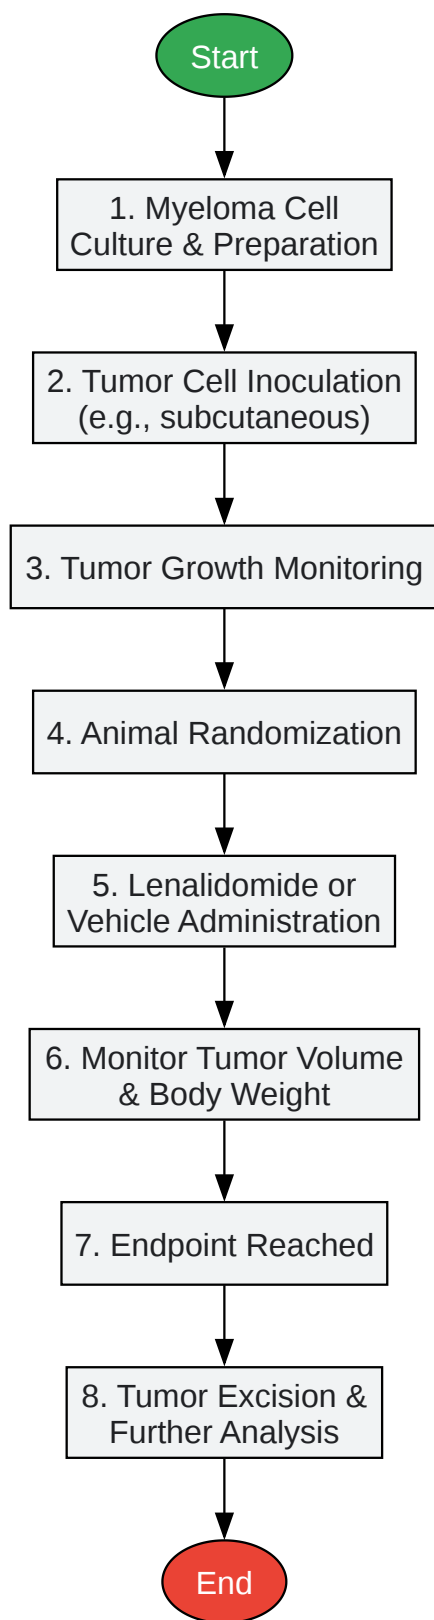 Start
1. Myeloma Cell
Culture & Preparation
2. Tumor Cell Inoculation
(e.g., subcutaneous)
3. Tumor Growth Monitoring
4. Animal Randomization
5. Lenalidomide or
Vehicle Administration
6. Monitor Tumor Volume
& Body Weight
7. Endpoint Reached
8. Tumor Excision &
Further Analysis
End